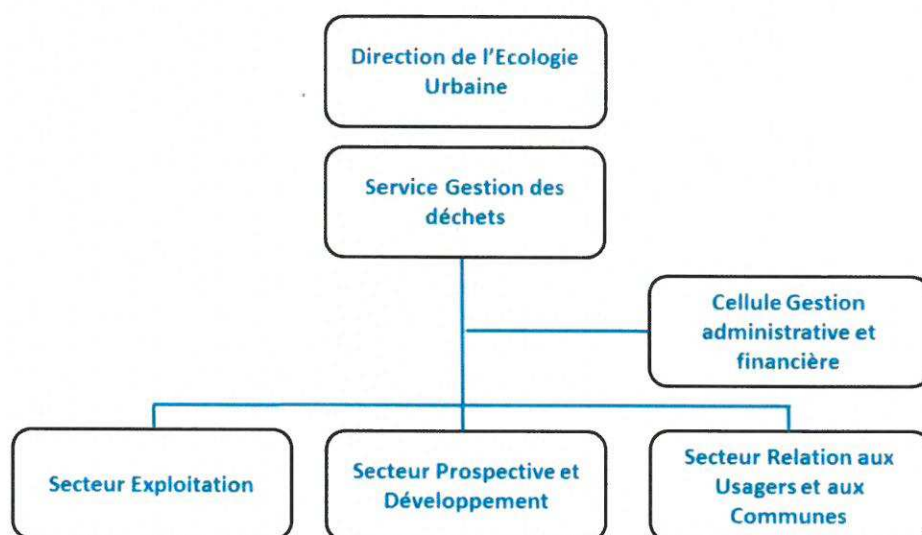 Direction de l'Ecologie
Urbaine
Service Gestion des
déchets
Cellule Gestion
administrative et
financière
Secteur Exploitation
Secteur Prospective et
Développement
Secteur Relation aux
Usagers et aux
Communes